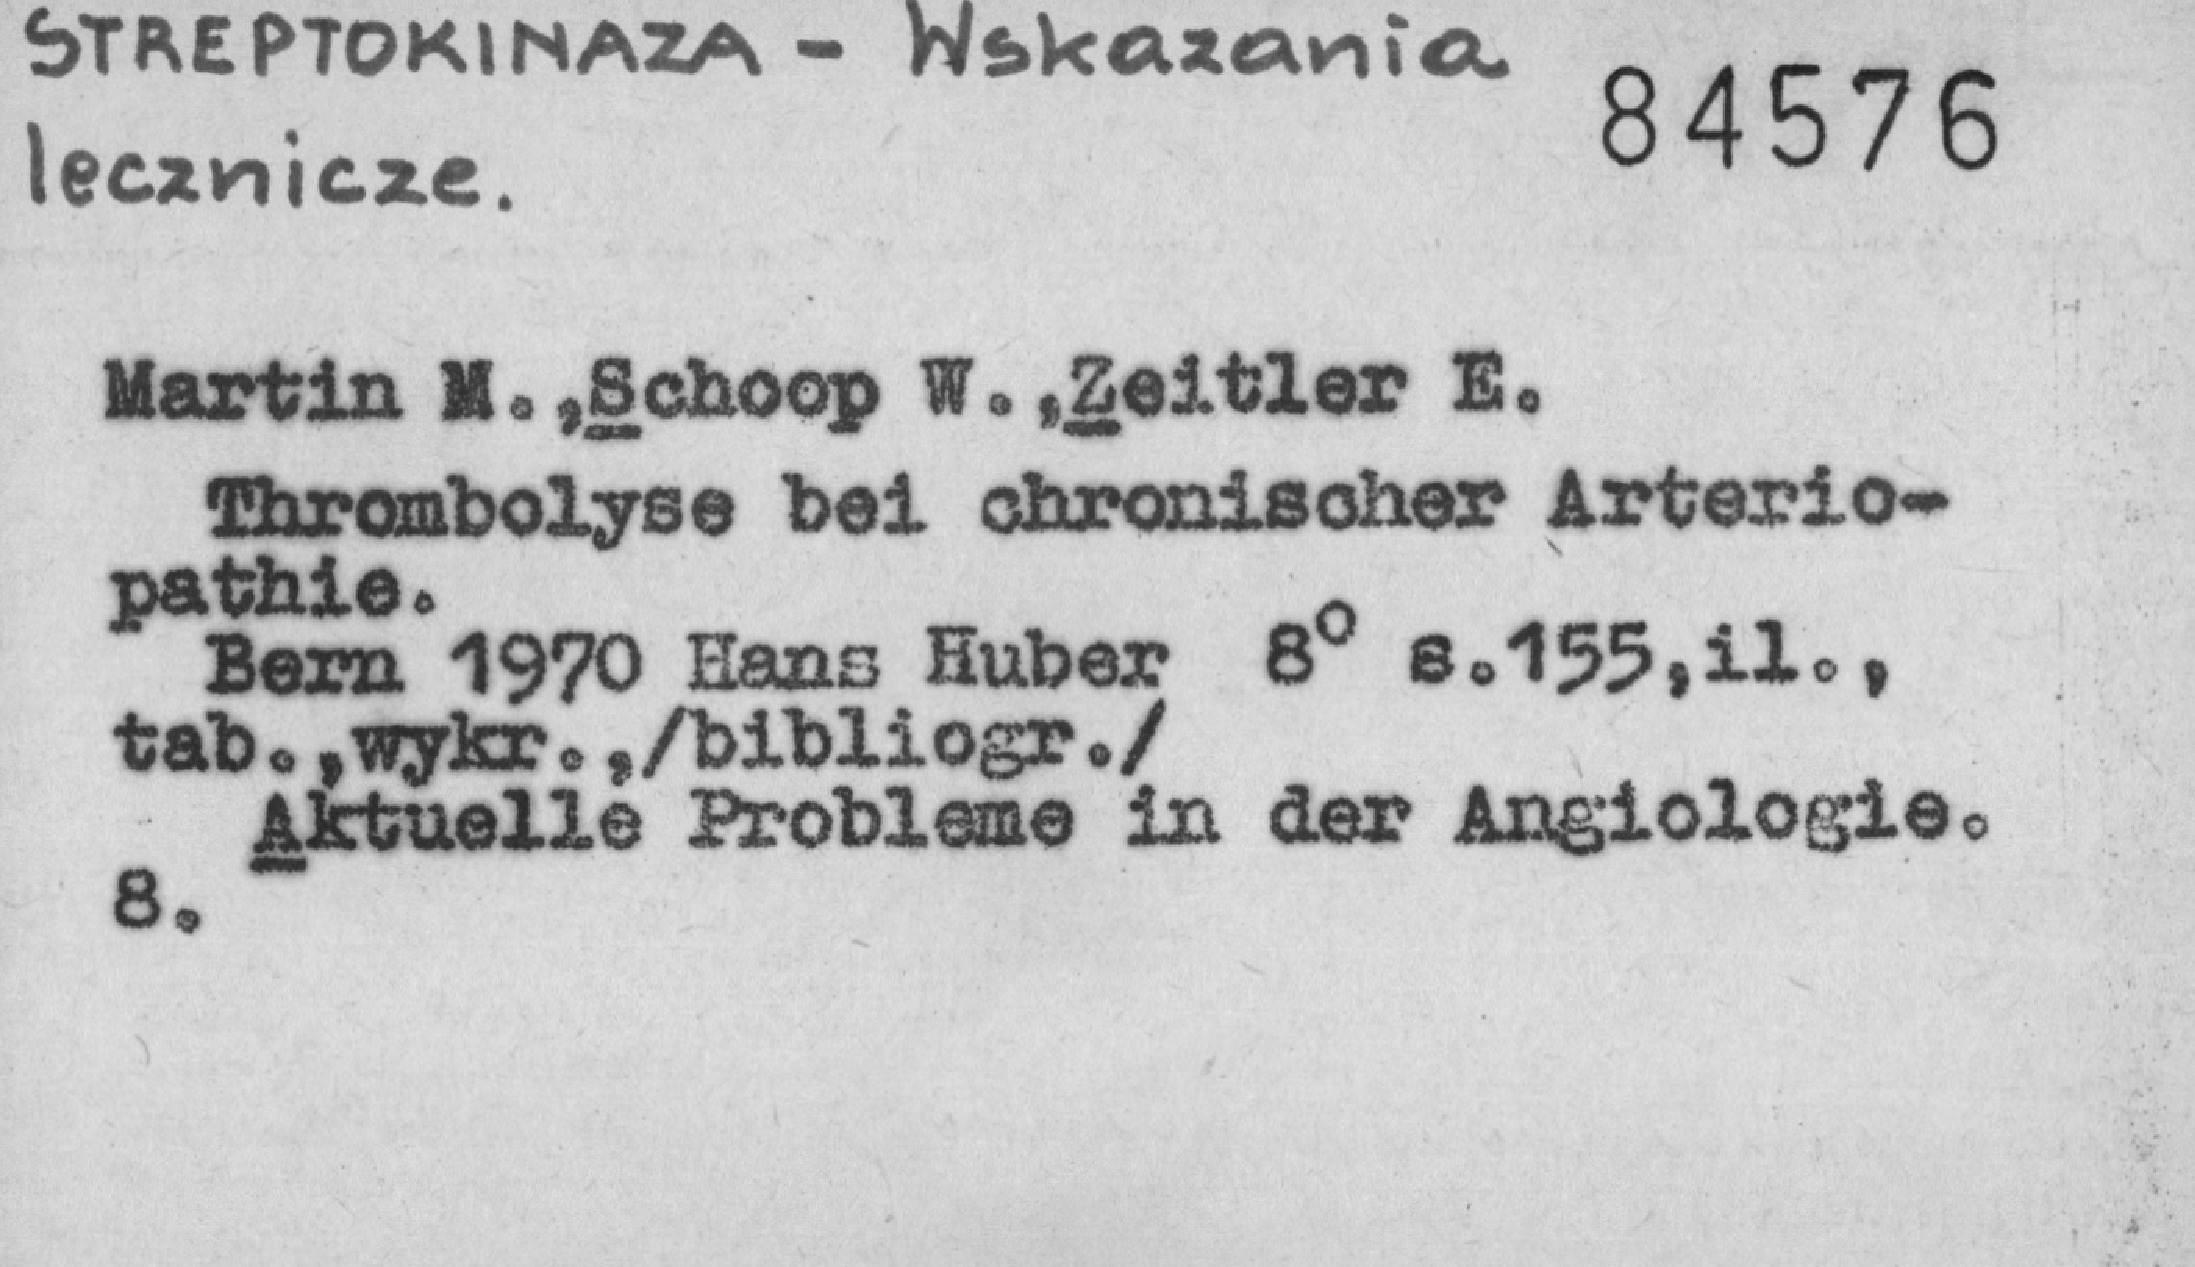 STREPTOKINAZA - Wskazania
lecznicze.
84576
Martin M.,Schoop W.,Zeitler E.
Thrombolyse bei chronischer Arterio-
pathie.
Bern 1970 Hans Huber 8° s.155,il.,
tab.,wykr.,/bibliogr./
Aktuelle Probleme in der Angiologie.
8.